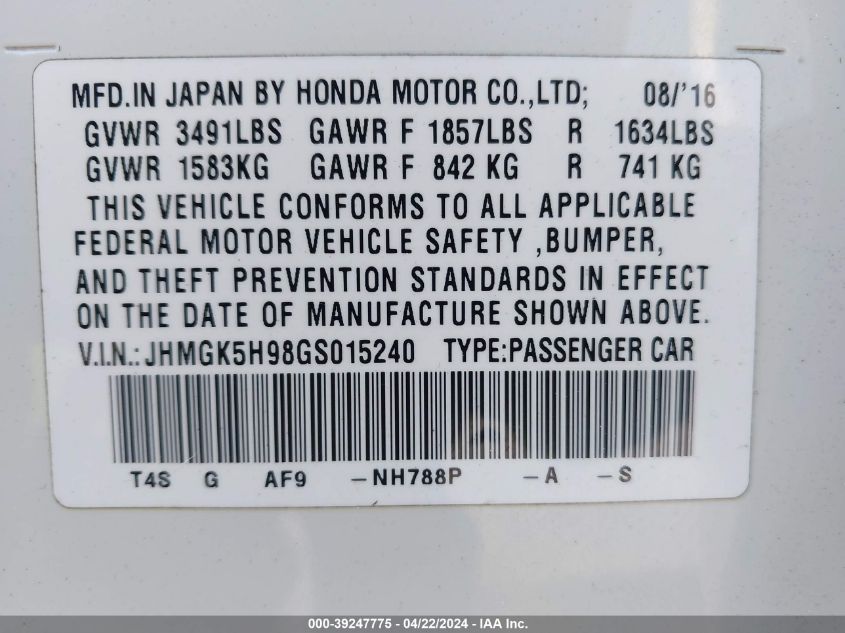 MFD.IN JAPAN BY HONDA MOTOR CO.,LTD; 08/'16
GVWR 3491LBS GAWR F 1857LBS R 1634LBS
GVWR 1583KG GAWR F 842 KG R 741 KG
THIS VEHICLE CONFORMS TO ALL APPLICABLE
FEDERAL MOTOR VEHICLE SAFETY ,BUMPER,
AND THEFT PREVENTION STANDARDS IN EFFECT
ON THE DATE OF MANUFACTURE SHOWN ABOVE.
V.I.N.: JHMGK5H98GS015240 TYPE:PASSENGER CAR
T4S G AF9 -NH788P -A -S
000-39247775 - 04/22/2024 - IAA Inc.